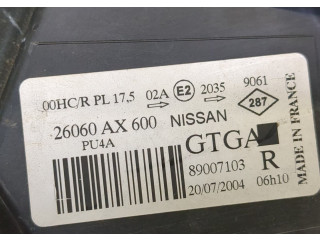 00HC/R PL 17,5 02A E2 2035 9061
287
26060 AX 600 NISSAN
PU4A
GTGA
89007103 R
20/07/2004 06h10
MADE IN FRANCE